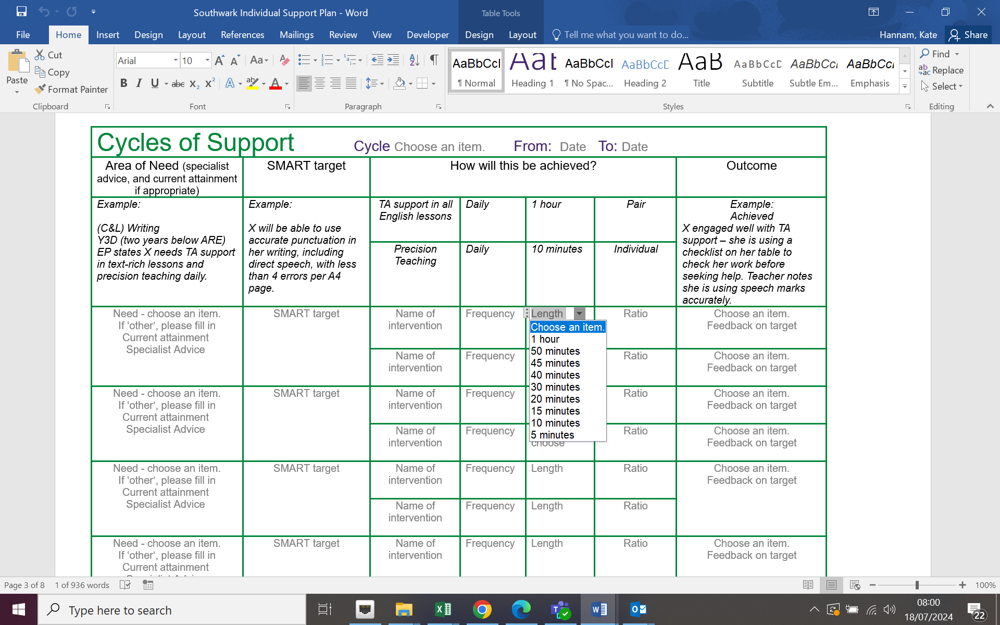 Southwark Individual Support Plan - Word
Table Tools
File Home Insert Design Layout References Mailings Review View Developer Design Layout Tell me what you want to do... Hannam, Kate Share
Paste
Cut
Copy
Format Painter
Clipboard
Arial 10
Font
Paragraph
AaBbCcI AaB AaBbCcI AaBbCcD AaB AaBbCcD AaBbCcI AaBbCcI
¶ Normal Heading 1 ¶ No Spac... Heading 2 Title Subtitle Subtle Em... Emphasis
Styles
Find
Replace
Select
Editing
Cycles of Support Cycle Choose an item. From: Date To: Date
Area of Need (specialist
advice, and current attainment
if appropriate)
SMART target
How will this be achieved?
Outcome
Example:
(C&L) Writing
Y3D (two years below ARE)
EP states X needs TA support
in text-rich lessons and
precision teaching daily.
Example:
X will be able to use
accurate punctuation in
her writing, including
direct speech, with less
than 4 errors per A4
page.
TA support in all
English lessons
Daily
1 hour
Pair
Precision
Teaching
Daily
10 minutes
Individual
Example:
Achieved
X engaged well with TA
support – she is using a
checklist on her table to
check her work before
seeking help. Teacher notes
she is using speech marks
accurately.
Need - choose an item.
If ‘other’, please fill in
Current attainment
Specialist Advice
SMART target
Name of
intervention
Frequency
Length
Choose an item.
1 hour
50 minutes
45 minutes
40 minutes
30 minutes
20 minutes
15 minutes
10 minutes
5 minutes
choose
Ratio
Choose an item.
Feedback on target
Name of
intervention
Frequency
Ratio
Choose an item.
Feedback on target
Need - choose an item.
If ‘other’, please fill in
Current attainment
Specialist Advice
SMART target
Name of
intervention
Frequency
Ratio
Choose an item.
Feedback on target
Name of
intervention
Frequency
Ratio
Choose an item.
Feedback on target
Need - choose an item.
If ‘other’, please fill in
Current attainment
Specialist Advice
SMART target
Name of
intervention
Frequency
Length
Ratio
Choose an item.
Feedback on target
Name of
intervention
Frequency
Length
Ratio
Need - choose an item.
If ‘other’, please fill in
Current attainment
SMART target
Name of
intervention
Frequency
Length
Ratio
Choose an item.
Feedback on target
Page 3 of 8 1 of 936 words 100%
Type here to search
08:00
18/07/2024
22